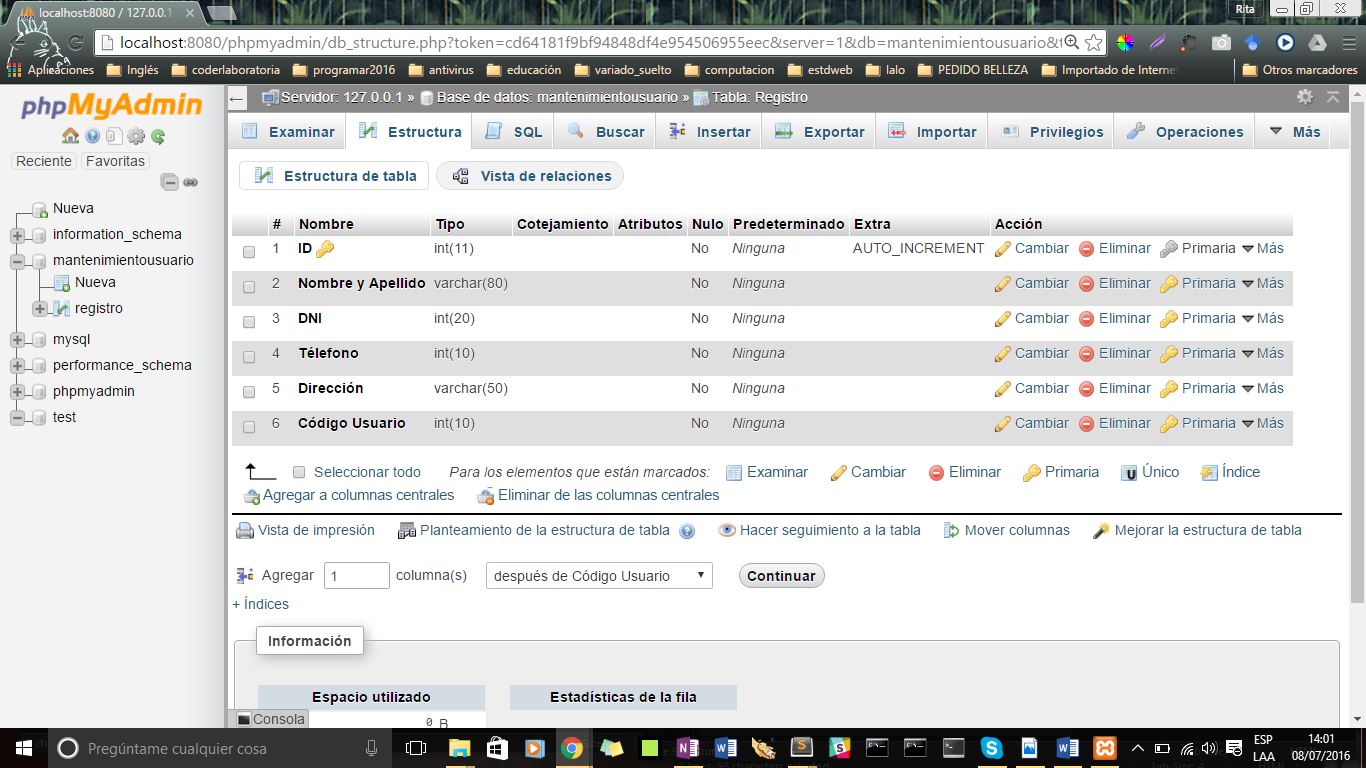 localhost:8080 / 127.0.0.1
Rita
localhost:8080/phpmyadmin/db_structure.php?token=cd64181f9bf94848df4e954506955eec&server=1&db=mantenimientousuario&t
Aplicaciones Inglés coderlaboratoria programar2016 antivirus educación variado_suelto computacion estdweb lalo PEDIDO BELLEZA Importado de Internet Otros marcadores
phpMyAdmin
Reciente Favoritas
Nueva
information_schema
mantenimientousuario
Nueva
registro
mysql
performance_schema
phpmyadmin
test
Servidor: 127.0.0.1 » Base de datos: mantenimientousuario » Tabla: Registro
Examinar Estructura SQL Buscar Insertar Exportar Importar Privilegios Operaciones Más
Estructura de tabla Vista de relaciones
# Nombre Tipo Cotejamiento Atributos Nulo Predeterminado Extra Acción
1 ID int(11) No Ninguna AUTO_INCREMENT Cambiar Eliminar Primaria Más
2 Nombre y Apellido varchar(80) No Ninguna Cambiar Eliminar Primaria Más
3 DNI int(20) No Ninguna Cambiar Eliminar Primaria Más
4 Télefono int(10) No Ninguna Cambiar Eliminar Primaria Más
5 Dirección varchar(50) No Ninguna Cambiar Eliminar Primaria Más
6 Código Usuario int(10) No Ninguna Cambiar Eliminar Primaria Más
Seleccionar todo Para los elementos que están marcados: Examinar Cambiar Eliminar Primaria Único Índice
Agregar a columnas centrales Eliminar de las columnas centrales
Vista de impresión Planteamiento de la estructura de tabla Hacer seguimiento a la tabla Mover columnas Mejorar la estructura de tabla
Agregar 1 columna(s) después de Código Usuario Continuar
+ Índices
Información
Espacio utilizado Estadísticas de la fila
0 B
Consola
Pregúntame cualquier cosa
ESP
LAA
14:01
08/07/2016